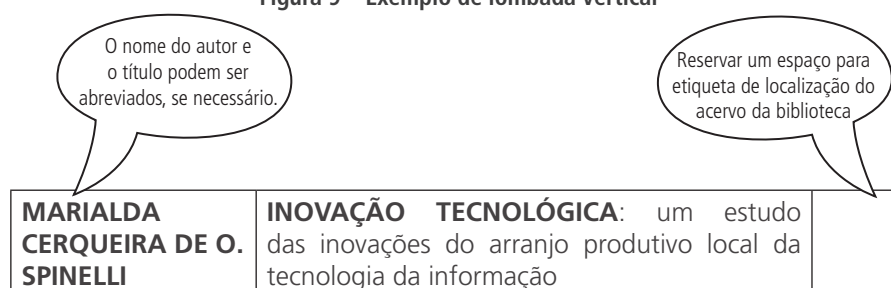 Figura 9 – Exemplo de lombada vertical
O nome do autor e
o título podem ser
abreviados, se necessário.
Reservar um espaço para
etiqueta de localização do
acervo da biblioteca
MARIALDA
CERQUEIRA DE O.
SPINELLI
INOVAÇÃO TECNOLÓGICA: um estudo
das inovações do arranjo produtivo local da
tecnologia da informação